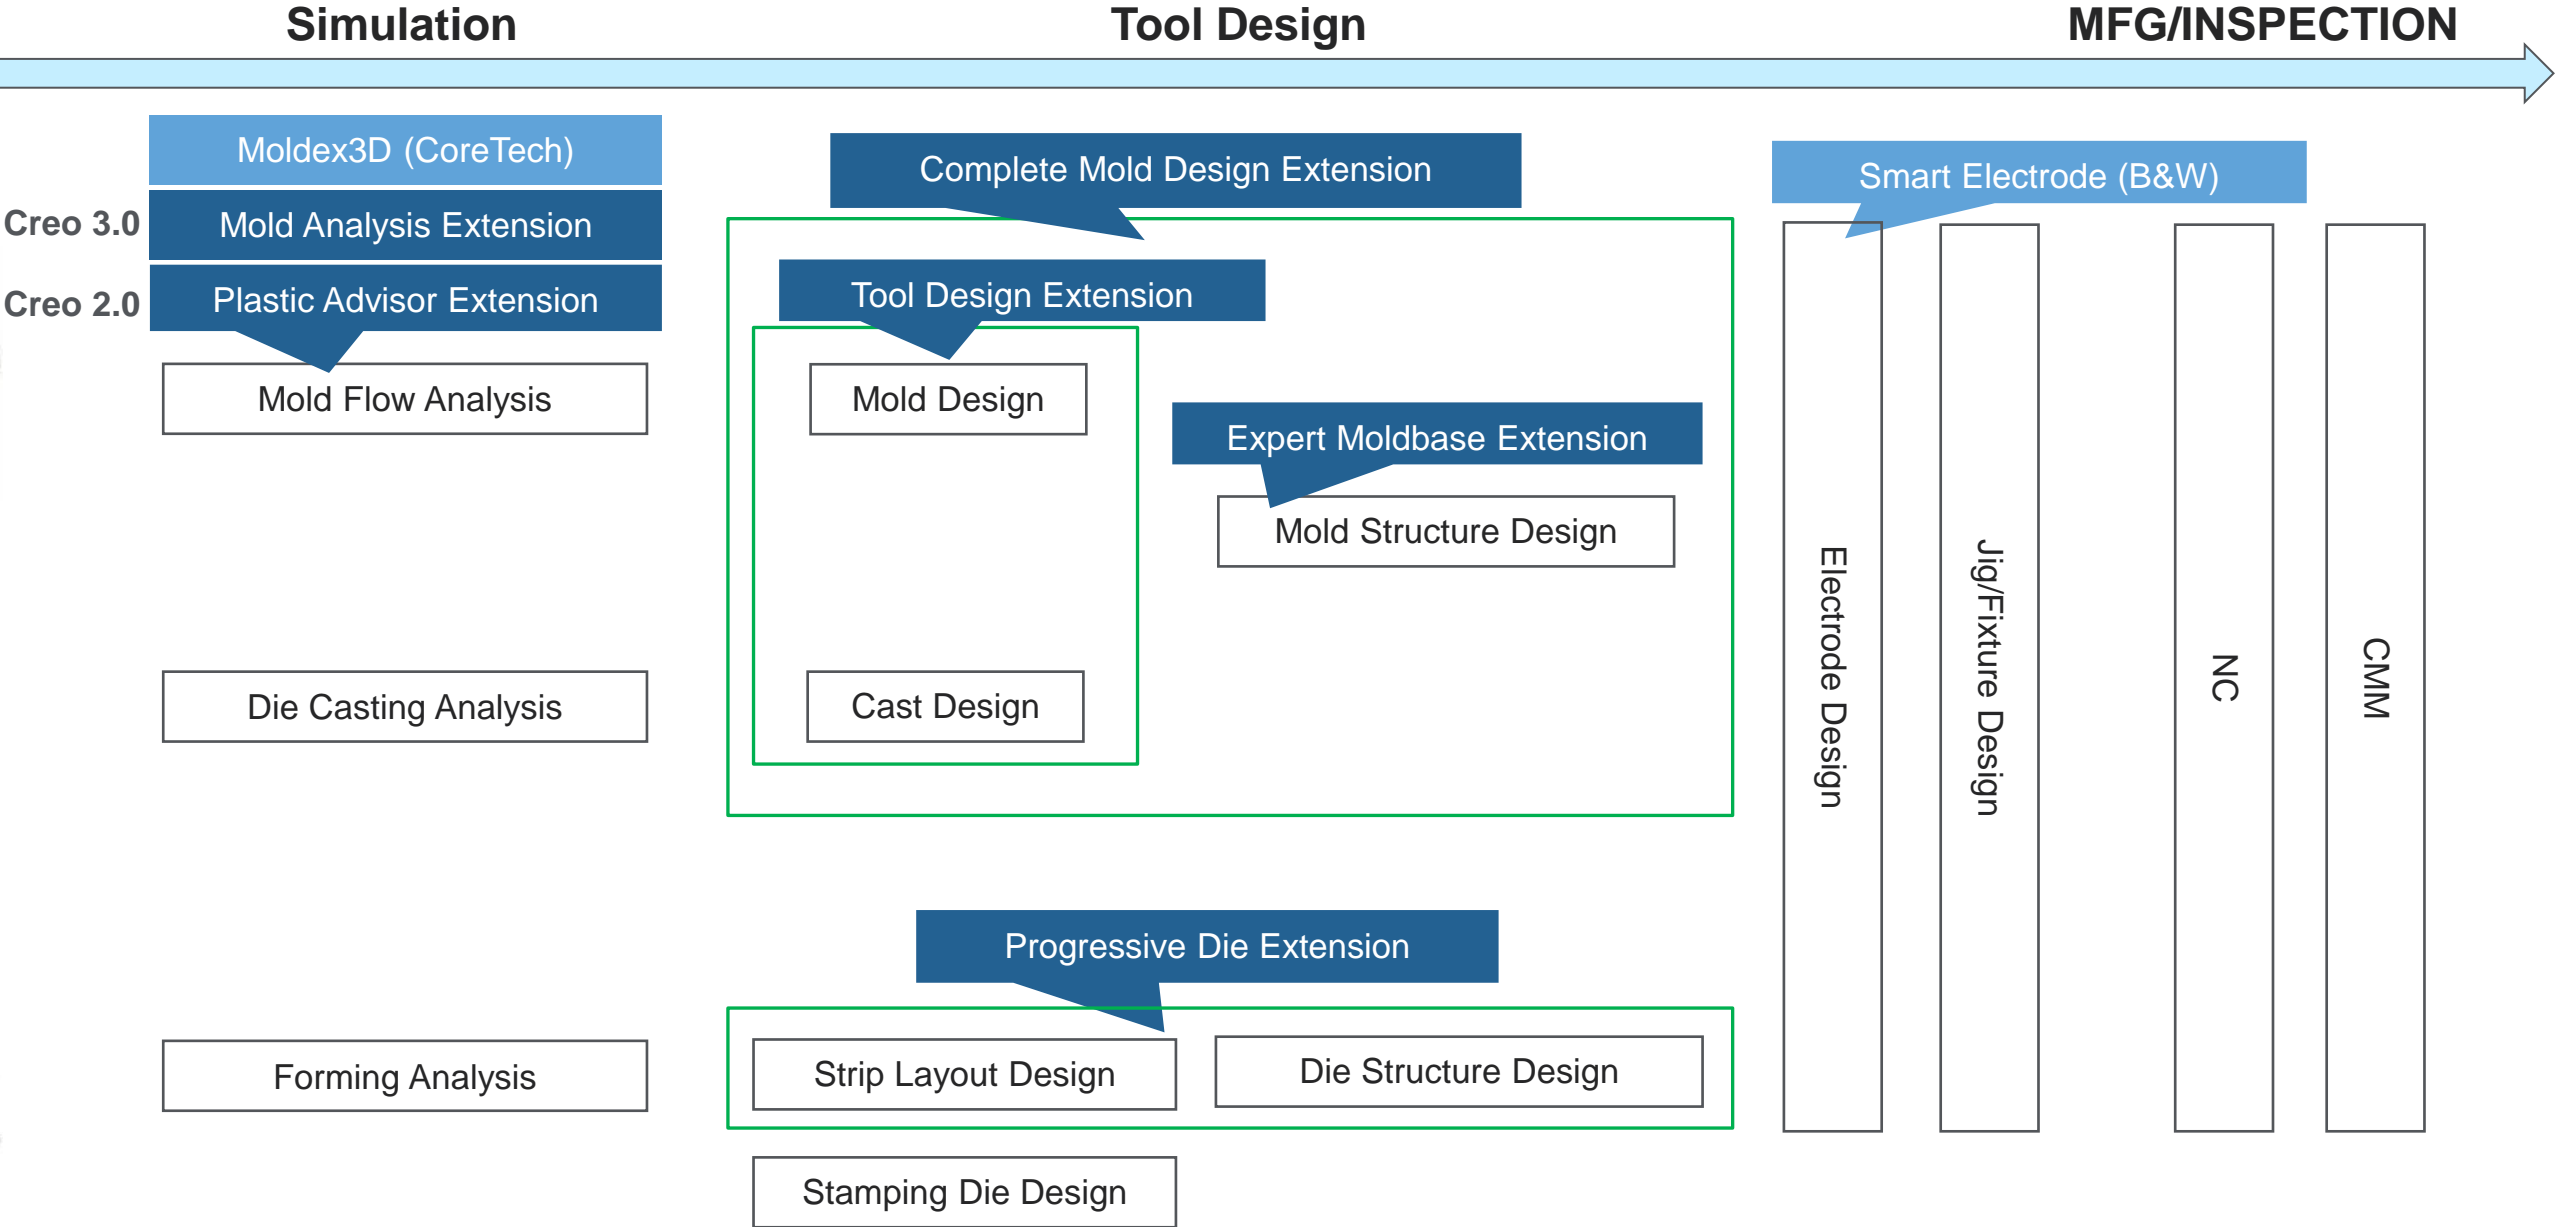 Simulation
Tool Design
MFG/INSPECTION
Moldex3D (CoreTech)
Creo 3.0
Mold Analysis Extension
Creo 2.0
Plastic Advisor Extension
Mold Flow Analysis
Die Casting Analysis
Forming Analysis
Complete Mold Design Extension
Tool Design Extension
Mold Design
Expert Moldbase Extension
Mold Structure Design
Cast Design
Progressive Die Extension
Strip Layout Design
Die Structure Design
Stamping Die Design
Smart Electrode (B&W)
Electrode Design
Jig/Fixture Design
NC
CMM